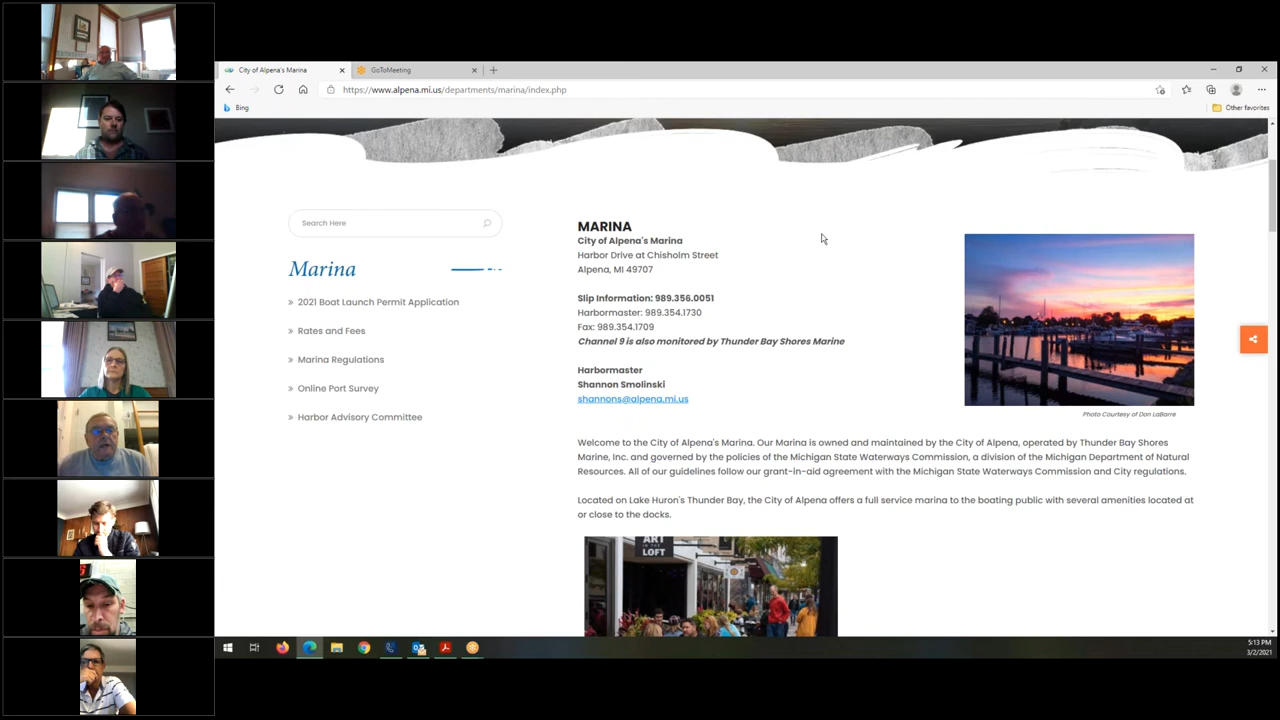 City of Alpena's Marina
GoToMeeting
https://www.alpena.mi.us/departments/marina/index.php
Bing
Other favorites
Search Here
Marina
» 2021 Boat Launch Permit Application
» Rates and Fees
» Marina Regulations
» Online Port Survey
» Harbor Advisory Committee
MARINA
City of Alpena's Marina
Harbor Drive at Chisholm Street
Alpena, MI 49707
Slip Information: 989.356.0051
Harbormaster: 989.354.1730
Fax: 989.354.1709
Channel 9 is also monitored by Thunder Bay Shores Marine
Harbormaster
Shannon Smolinski
shannons@alpena.mi.us
Photo Courtesy of Don LaBarre
Welcome to the City of Alpena's Marina. Our Marina is owned and maintained by the City of Alpena, operated by Thunder Bay Shores
Marine, Inc. and governed by the policies of the Michigan State Waterways Commission, a division of the Michigan Department of Natural
Resources. All of our guidelines follow our grant-in-aid agreement with the Michigan State Waterways Commission and City regulations.
Located on Lake Huron's Thunder Bay, the City of Alpena offers a full service marina to the boating public with several amenities located at
or close to the docks.
ART
IN THE
LOFT
5:13 PM
3/2/2021